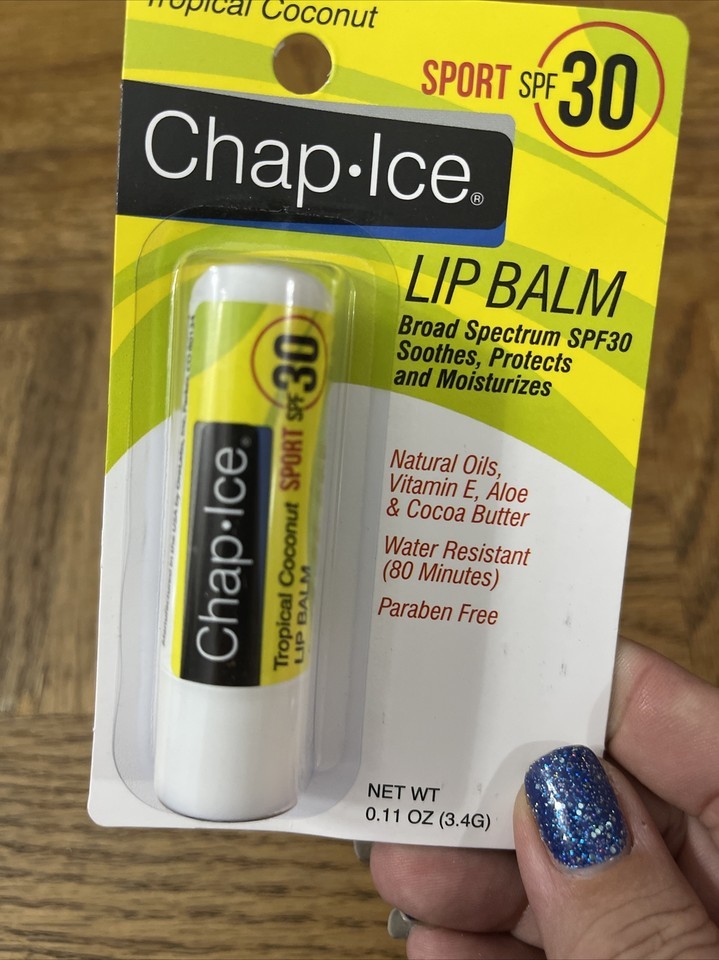 Tropical Coconut
SPORT SPF 30
Chap·Ice®
LIP BALM
Broad Spectrum SPF30
Soothes, Protects
and Moisturizes
Natural Oils,
Vitamin E, Aloe
& Cocoa Butter
Water Resistant
(80 Minutes)
Paraben Free
NET WT
0.11 OZ (3.4G)
Chap·Ice®
SPORT SPF 30
Tropical Coconut
LIP BALM